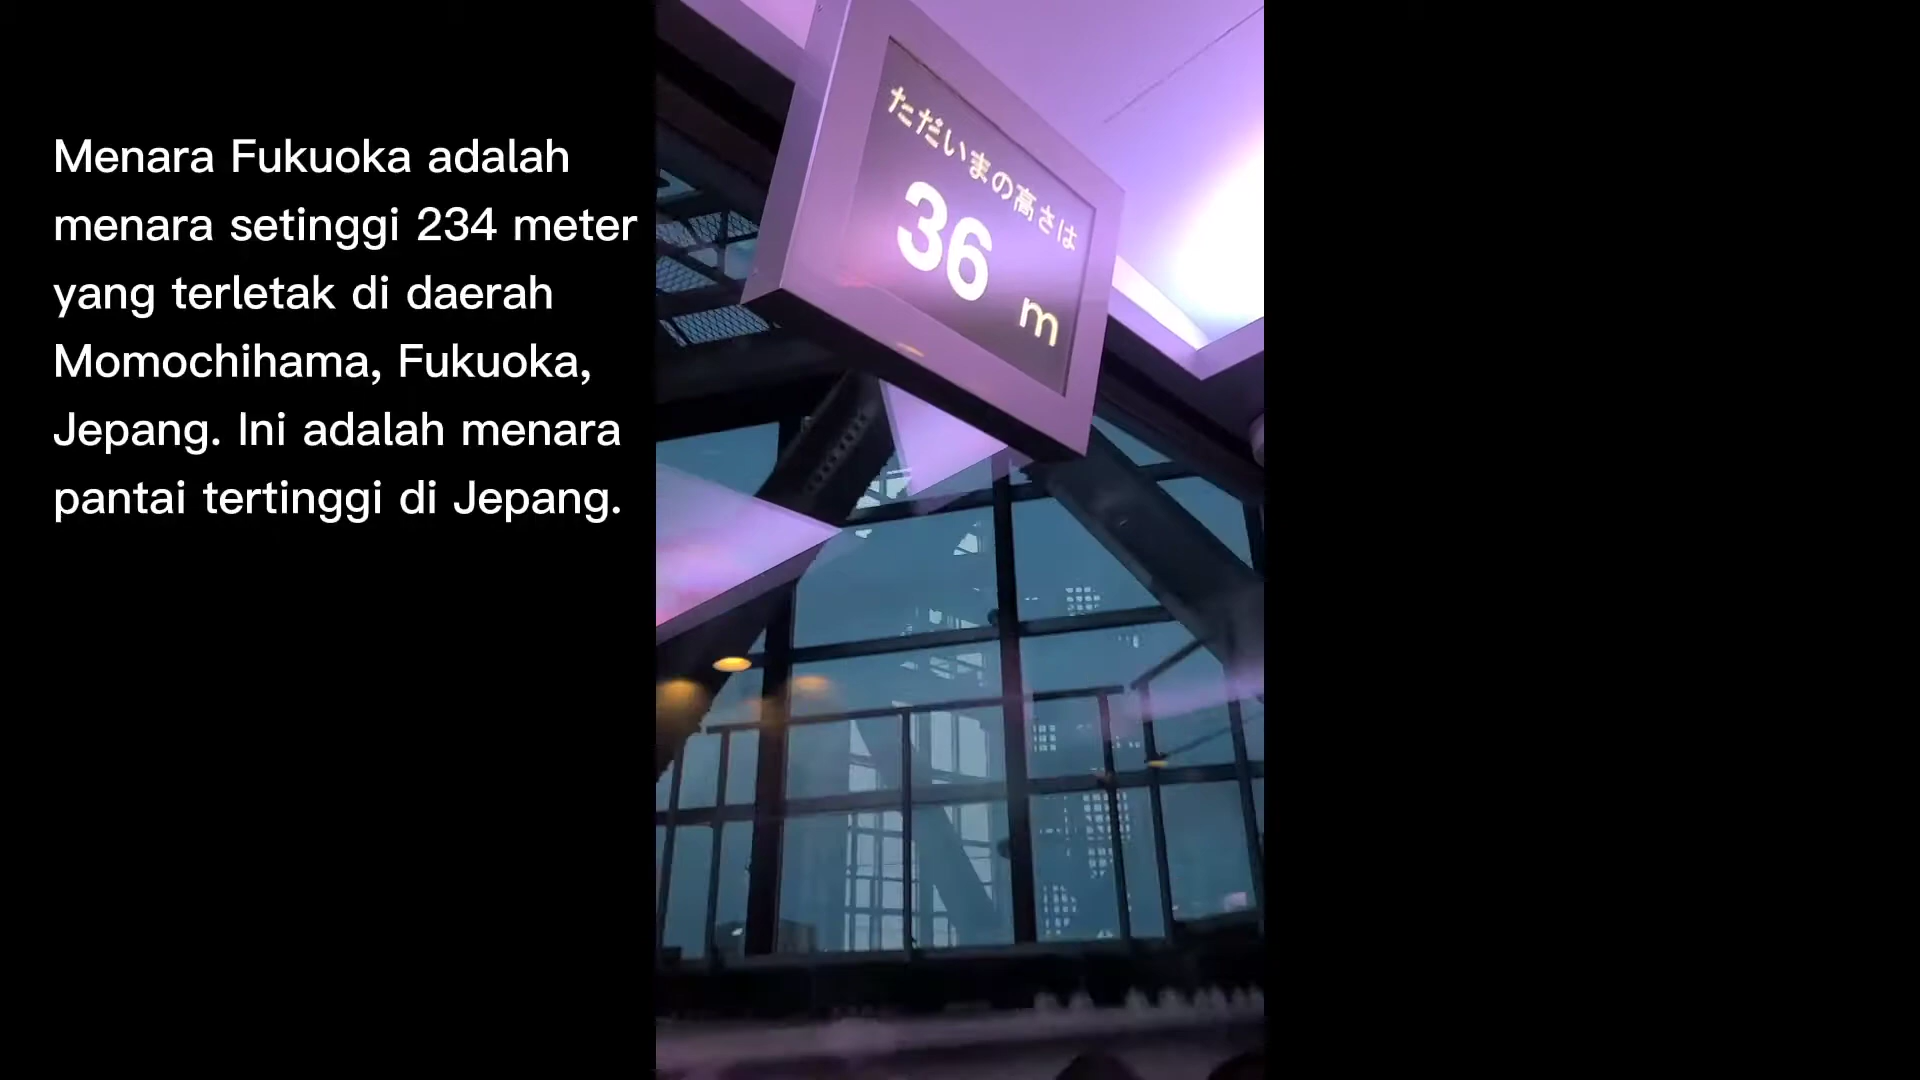 Menara Fukuoka adalah
menara setinggi 234 meter
yang terletak di daerah
Momochihama, Fukuoka,
Jepang. Ini adalah menara
pantai tertinggi di Jepang.
ただいまの高さは
36 m